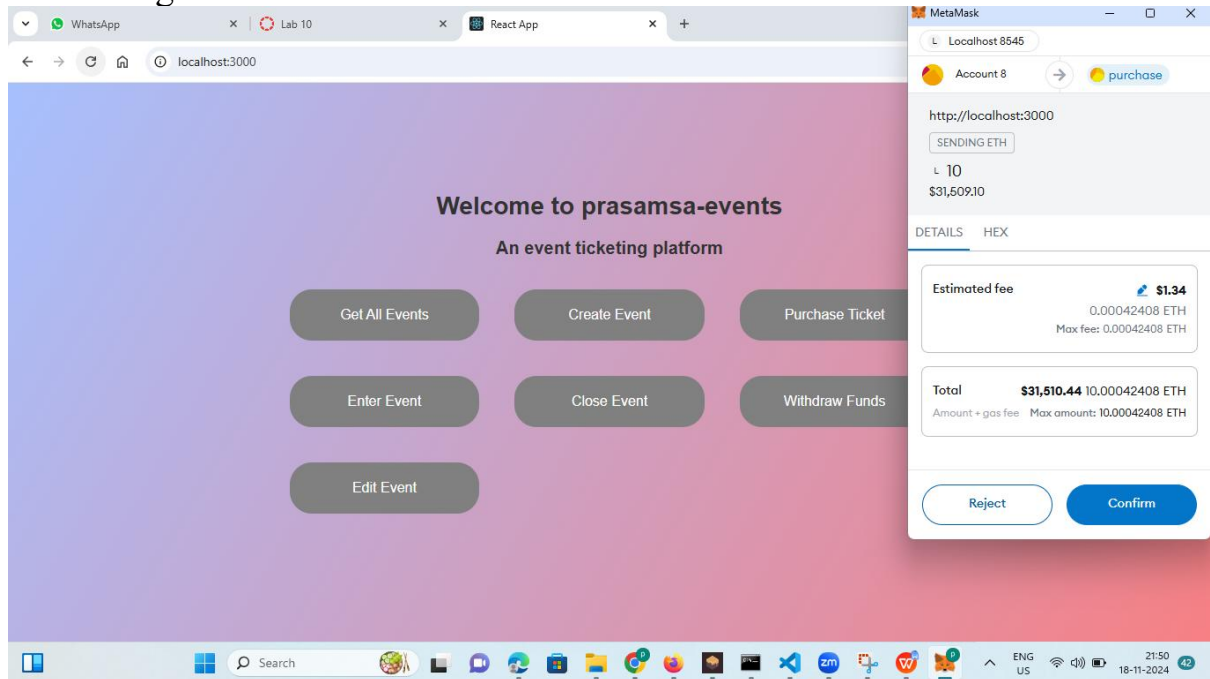 WhatsApp
Lab 10
React App
localhost:3000
Welcome to prasamsa-events
An event ticketing platform
Get All Events Create Event Purchase Ticket
Enter Event Close Event Withdraw Funds
Edit Event
MetaMask
L Localhost 8545
Account 8 purchase
http://localhost:3000
SENDING ETH
L 10
$31,509.10
DETAILS HEX
Estimated fee $1.34
0.00042408 ETH
Max fee: 0.00042408 ETH
Total $31,510.44 10.00042408 ETH
Amount + gas fee Max amount: 10.00042408 ETH
Reject Confirm
Search
ENG
US
21:50
18-11-2024
42